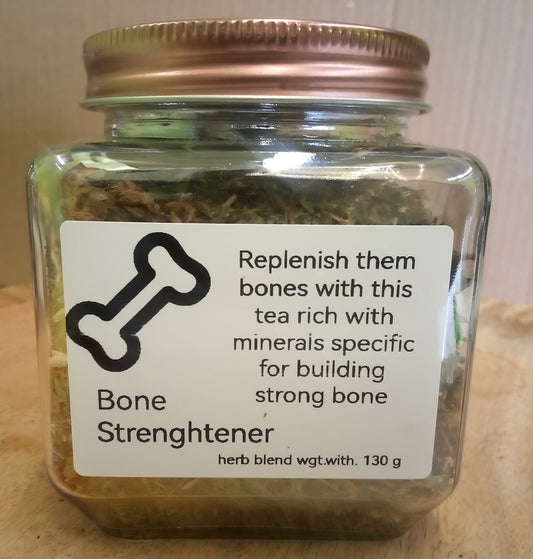 Replenish them
bones with this
tea rich with
minerals specific
for building
strong bone
Bone
Strenghtener
herb blend wgt.with. 130 g